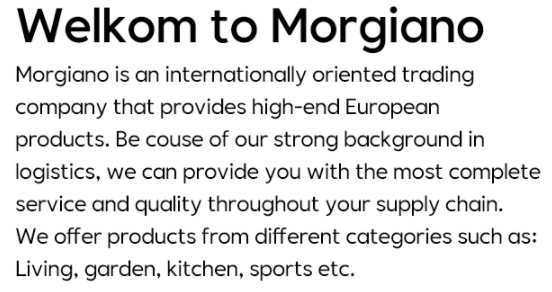 Welkom to Morgiano
Morgiano is an internationally oriented trading
company that provides high-end European
products. Be couse of our strong background in
logistics, we can provide you with the most complete
service and quality throughout your supply chain.
We offer products from different categories such as:
Living, garden, kitchen, sports etc.